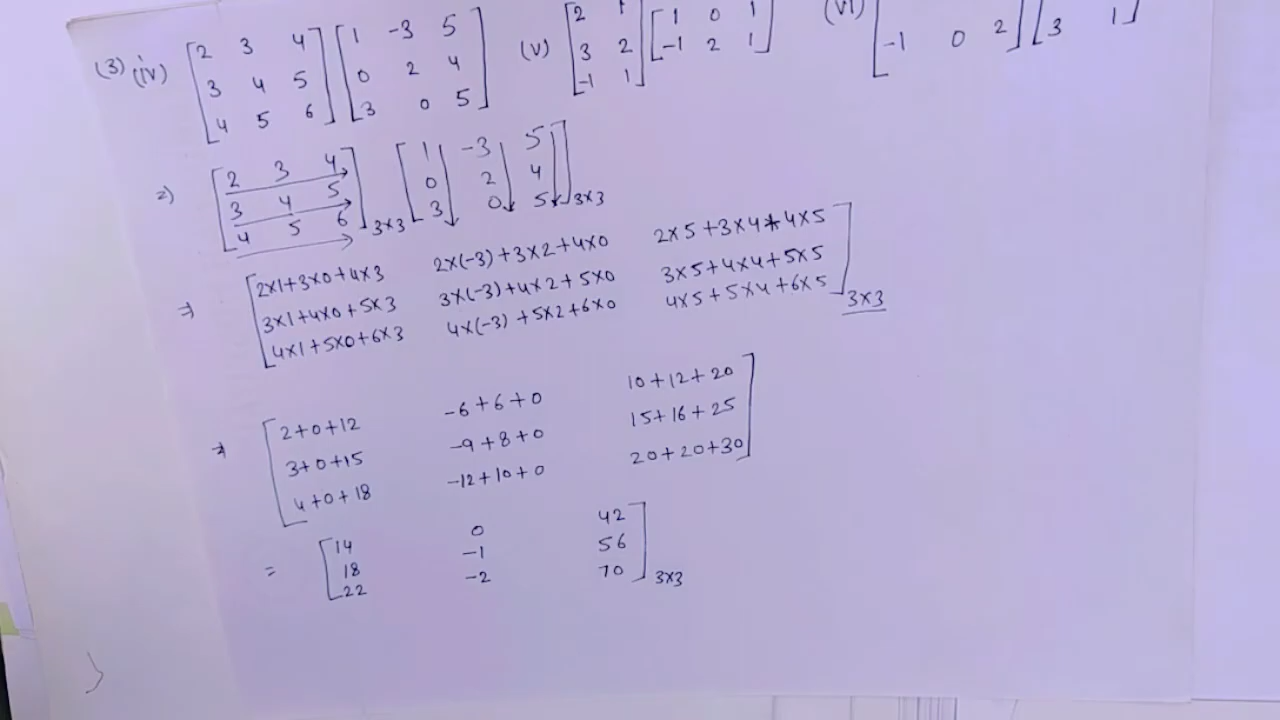 (3) (iv) [2 3 4] [1 -3 5] (v) [2 1] [1 0 1] (vi)
[3 4 5] [0 2 4] [3 2] [-1 2 1] [-1 0 2] [3 1]
[4 5 6] [3 0 5] [-1 1]
⇒) [2 3 4] [1 -3 5]
[3 4 5] [0 2 4]
[4 5 6]3×3 [3 0 5]3×3
⇒ [2×1+3×0+4×3 2×(-3)+3×2+4×0 2×5+3×4+4×5]
[3×1+4×0+5×3 3×(-3)+4×2+5×0 3×5+4×4+5×5]
[4×1+5×0+6×3 4×(-3)+5×2+6×0 4×5+5×4+6×5]3×3
⇒ [2+0+12 -6+6+0 10+12+20]
[3+0+15 -9+8+0 15+16+25]
[4+0+18 -12+10+0 20+20+30]
= [14 0 42]
[18 -1 56]
[22 -2 70]3×3